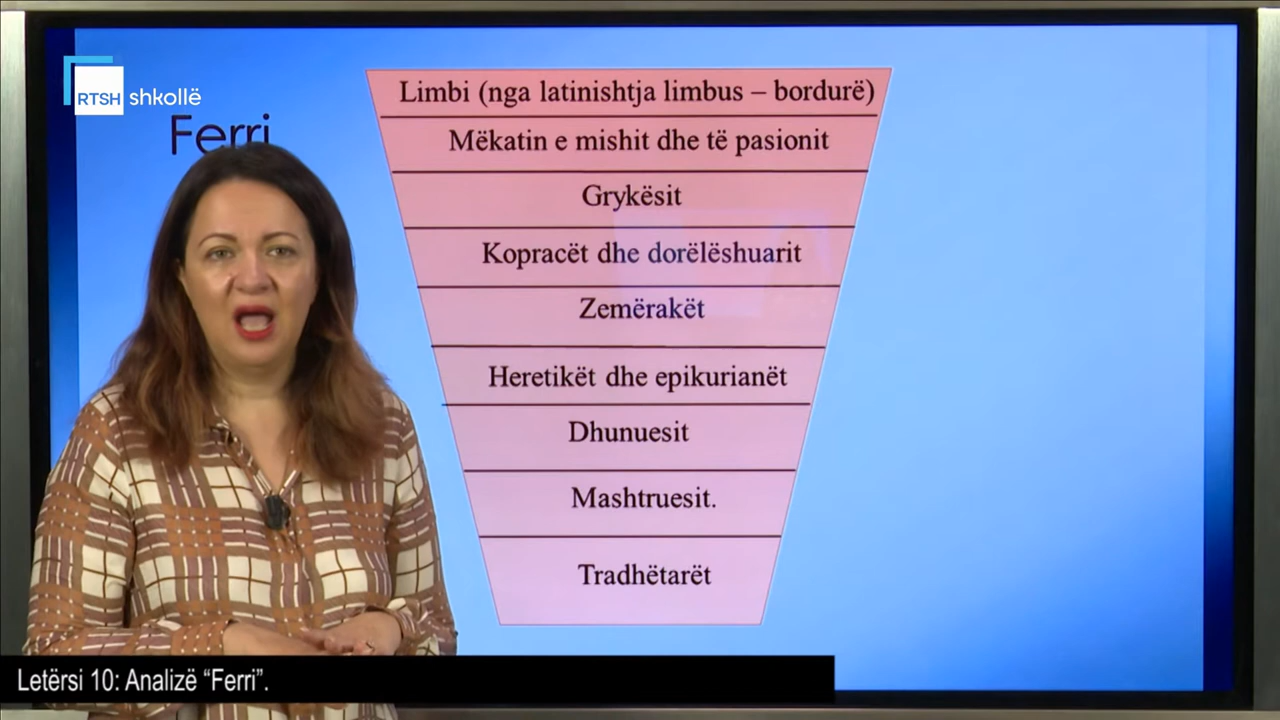 RTSH shkollë
Ferri
Limbi (nga latinishtja limbus – bordurë)
Mëkatin e mishit dhe të pasionit
Grykësit
Kopracët dhe dorëlëshuarit
Zemërakët
Heretikët dhe epikurianët
Dhunuesit
Mashtruesit.
Tradhëtarët
Letërsi 10: Analizë “Ferri”.